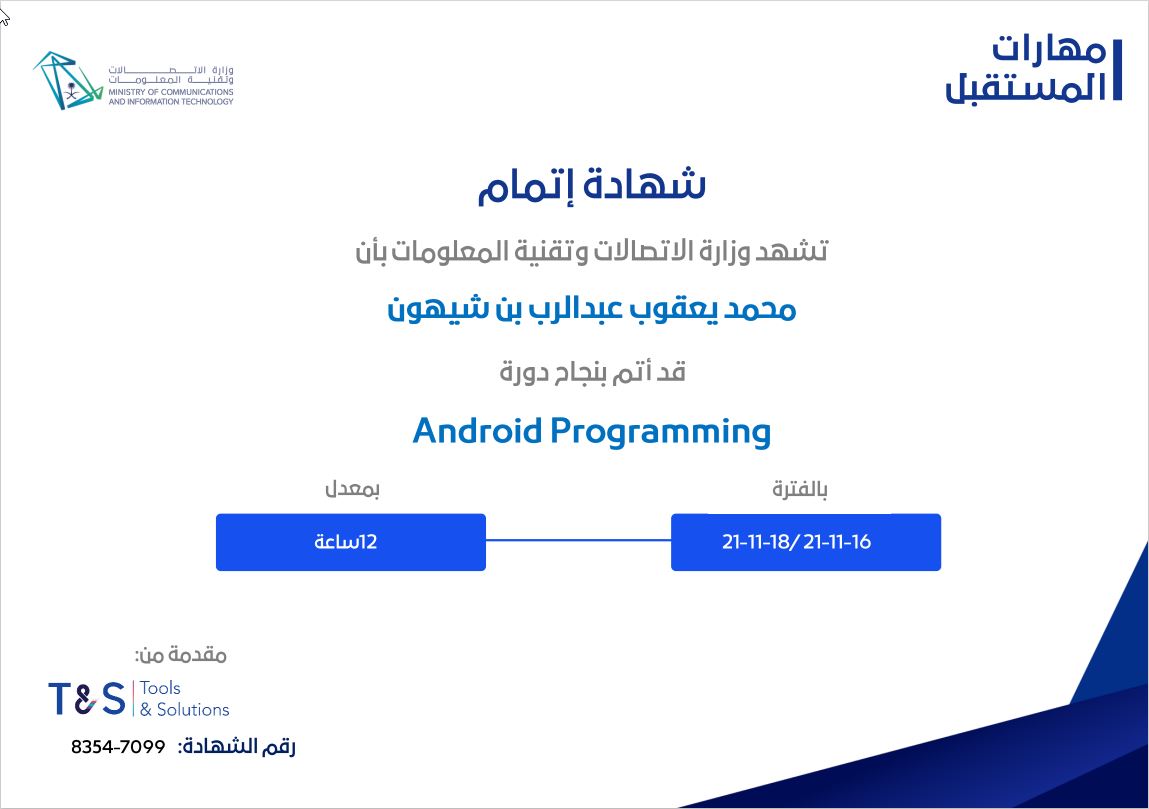 مهارات
المستقبل
وزارة الاتـصـالات
وتقنية المعلومات
MINISTRY OF COMMUNICATIONS
AND INFORMATION TECHNOLOGY
شهادة إتمام
تشهد وزارة الاتصالات وتقنية المعلومات بأن
محمد يعقوب عبدالرب بن شيهون
قد أتم بنجاح دورة
Android Programming
بالفترة
21-11-18/ 21-11-16
بمعدل
12ساعة
مقدمة من:
T&S Tools
& Solutions
رقم الشهادة: 8354-7099